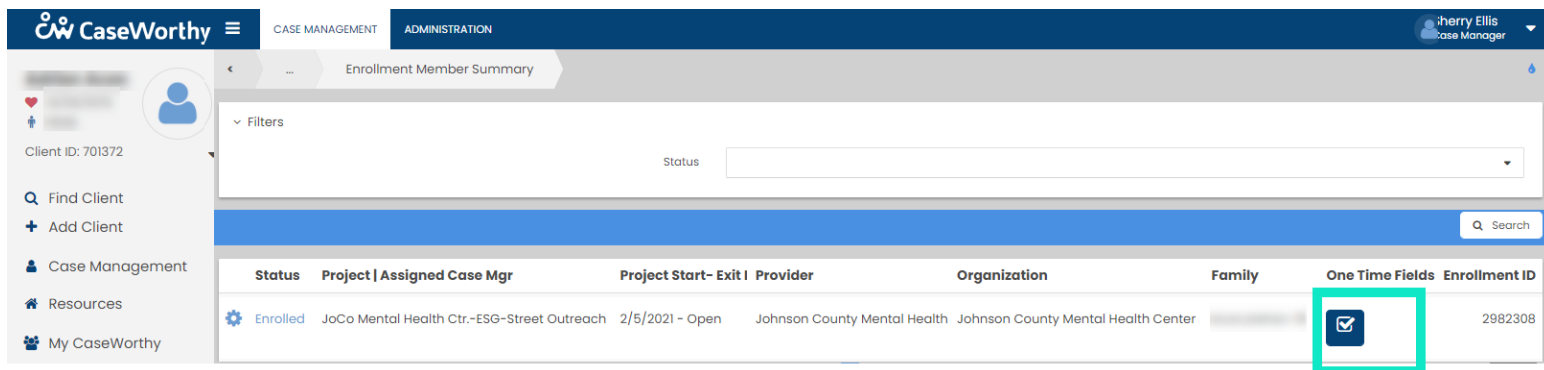 CaseWorthy
CASE MANAGEMENT
ADMINISTRATION
Sherry Ellis
Case Manager
...
Enrollment Member Summary
Filters
Client ID: 701372
Status
Find Client
Add Client
Search
Case Management
Status Project | Assigned Case Mgr Project Start- Exit Provider Organization Family One Time Fields Enrollment ID
Resources
Enrolled JoCo Mental Health Ctr.-ESG-Street Outreach 2/5/2021 - Open Johnson County Mental Health Johnson County Mental Health Center 2982308
My CaseWorthy